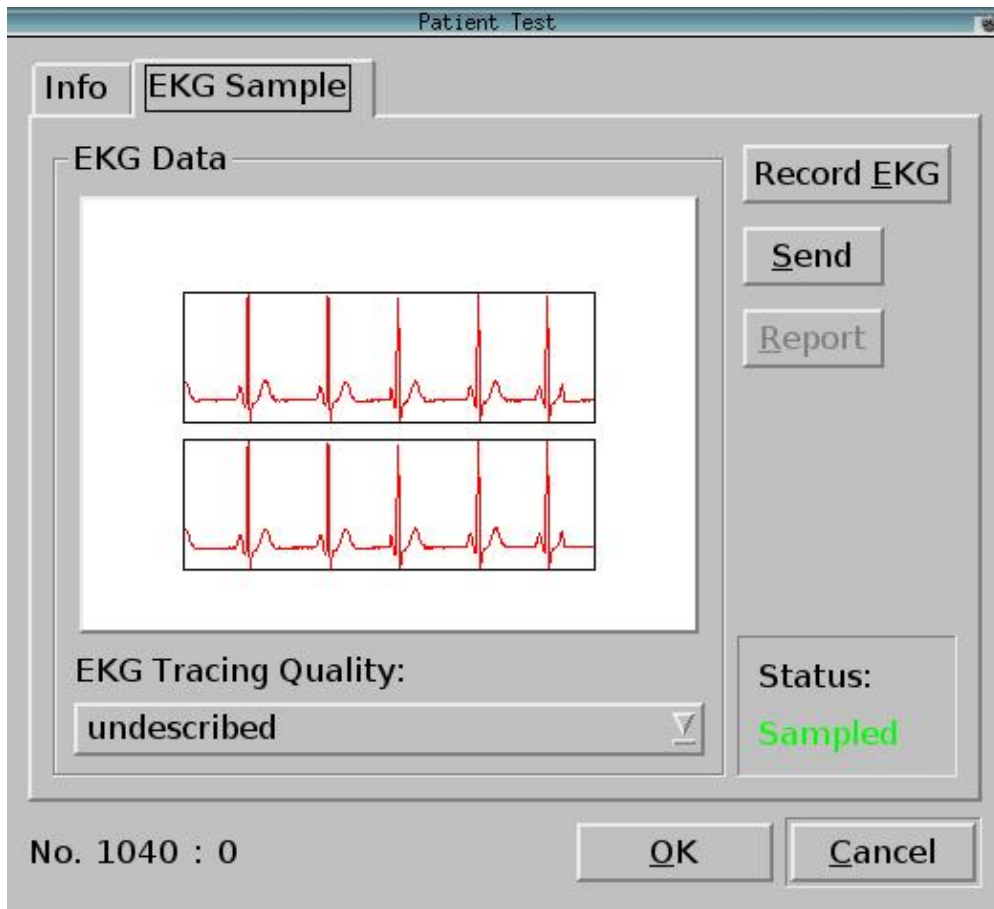 Patient Test
Info
EKG Sample
EKG Data
Record EKG
Send
Report
EKG Tracing Quality:
undescribed
Status:
Sampled
No. 1040 : 0
OK
Cancel